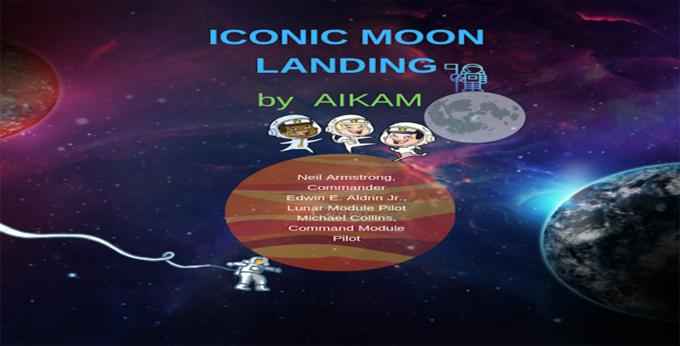 ICONIC MOON
LANDING
by AIKAM
Neil Armstrong,
Commander
Edwin E. Aldrin Jr.,
Lunar Module Pilot
Michael Collins,
Command Module
Pilot